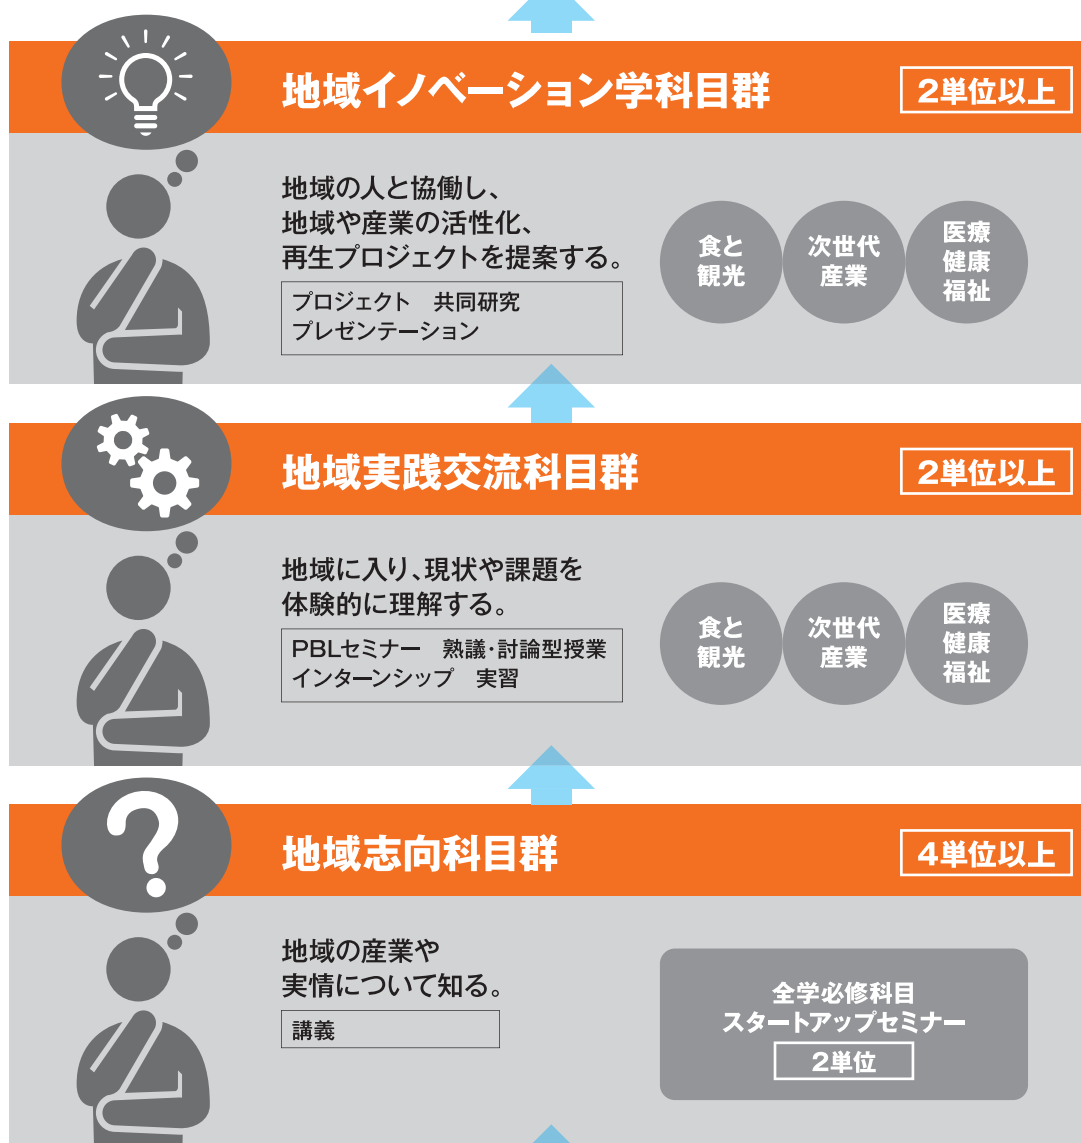 地域イノベーション学科目群
2単位以上
地域の人と協働し、
地域や産業の活性化、
再生プロジェクトを提案する。
プロジェクト　共同研究
プレゼンテーション
食と
観光
次世代
産業
医療
健康
福祉
地域実践交流科目群
2単位以上
地域に入り、現状や課題を
体験的に理解する。
PBLセミナー　熟議・討論型授業
インターンシップ　実習
食と
観光
次世代
産業
医療
健康
福祉
地域志向科目群
4単位以上
地域の産業や
実情について知る。
講義
全学必修科目
スタートアップセミナー
2単位